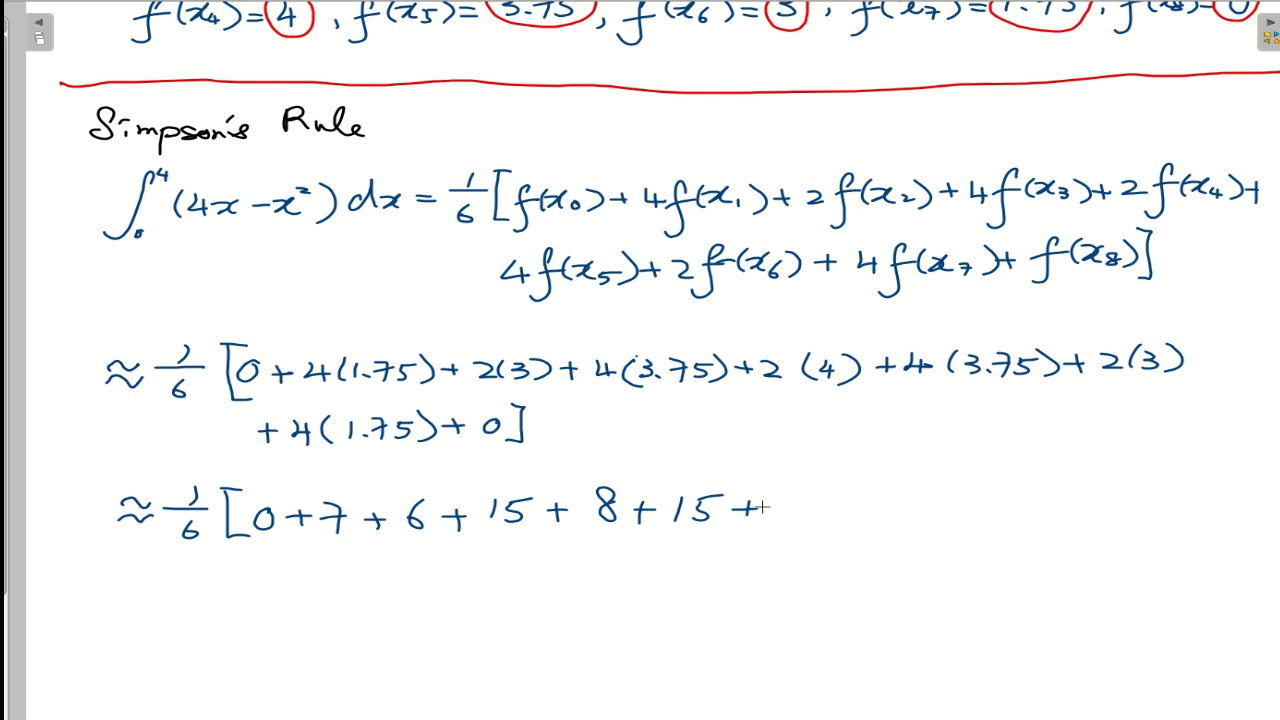 f(x₄)=4, f(x₅)=3.75, f(x₆)=3, f(x₇)=1.75, f(x₈)=0
Simpson's Rule
∫₀⁴ (4x − x²) dx = 1/6 [f(x₀) + 4f(x₁) + 2f(x₂) + 4f(x₃) + 2f(x₄) +
4f(x₅) + 2f(x₆) + 4f(x₇) + f(x₈)]
≈ 1/6 [0 + 4(1.75) + 2(3) + 4(3.75) + 2(4) + 4(3.75) + 2(3)
+ 4(1.75) + 0]
≈ 1/6 [0 + 7 + 6 + 15 + 8 + 15 +